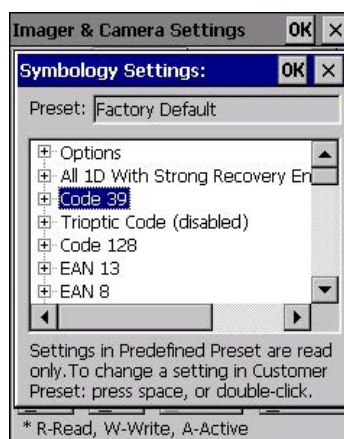 Imager & Camera Settings OK ×
Symbology Settings: OK ×
Preset: Factory Default
Options
All 1D With Strong Recovery En
Code 39
Trioptic Code (disabled)
Code 128
EAN 13
EAN 8
Settings in Predefined Preset are read
only.To change a setting in Customer
Preset: press space, or double-click.
* R-Read, W-Write, A-Active